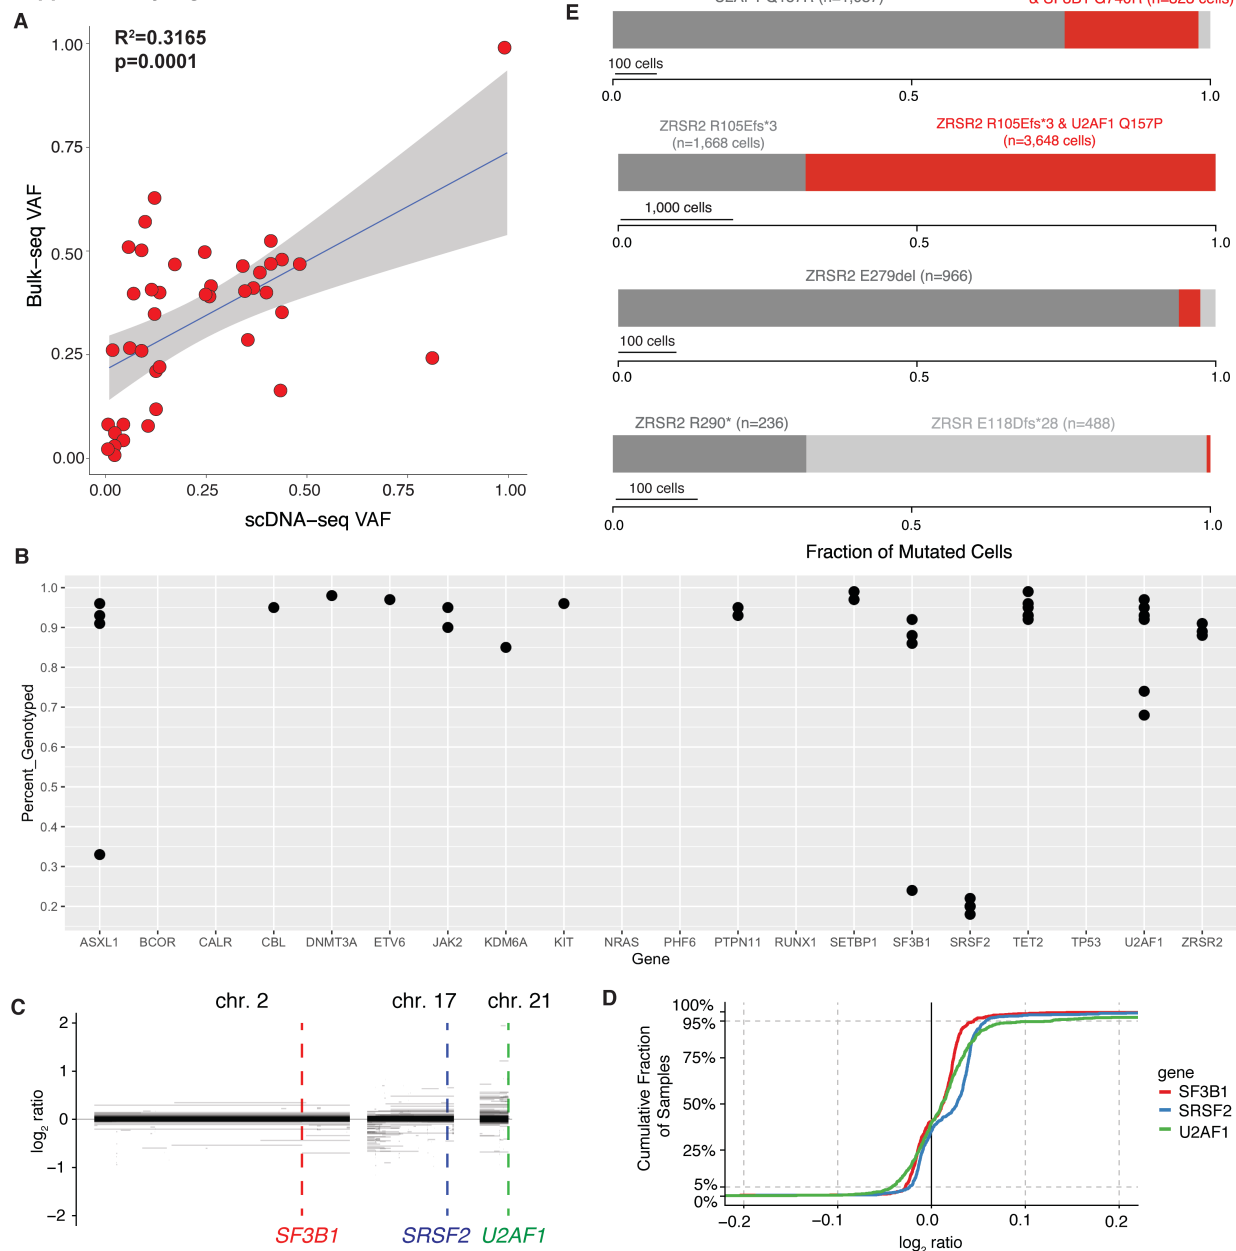 A
R²=0.3165
p=0.0001
1.00
0.75
0.50
0.25
0.00
Bulk–seq VAF
0.00 0.25 0.50 0.75 1.00
scDNA–seq VAF
E
100 cells
0.0 0.5 1.0
ZRSR2 R105Efs*3
(n=1,668 cells)
ZRSR2 R105Efs*3 & U2AF1 Q157P
(n=3,648 cells)
1,000 cells
0.0 0.5 1.0
ZRSR2 E279del (n=966)
100 cells
0.0 0.5 1.0
ZRSR2 R290* (n=236)
ZRSR E118Dfs*28 (n=488)
100 cells
0.0 0.5 1.0
Fraction of Mutated Cells
B
1.0
0.9
0.8
0.7
0.6
0.5
0.4
0.3
0.2
Percent_Genotyped
ASXL1 BCOR CALR CBL DNMT3A ETV6 JAK2 KDM6A KIT NRAS PHF6 PTPN11 RUNX1 SETBP1 SF3B1 SRSF2 TET2 TP53 U2AF1 ZRSR2
Gene
C
chr. 2 chr. 17 chr. 21
2
1
0
−1
−2
log₂ ratio
SF3B1 SRSF2 U2AF1
D
100%
95%
75%
50%
25%
5%
0%
Cumulative Fraction
of Samples
−0.2 −0.1 0.0 0.1 0.2
log₂ ratio
gene
SF3B1
SRSF2
U2AF1